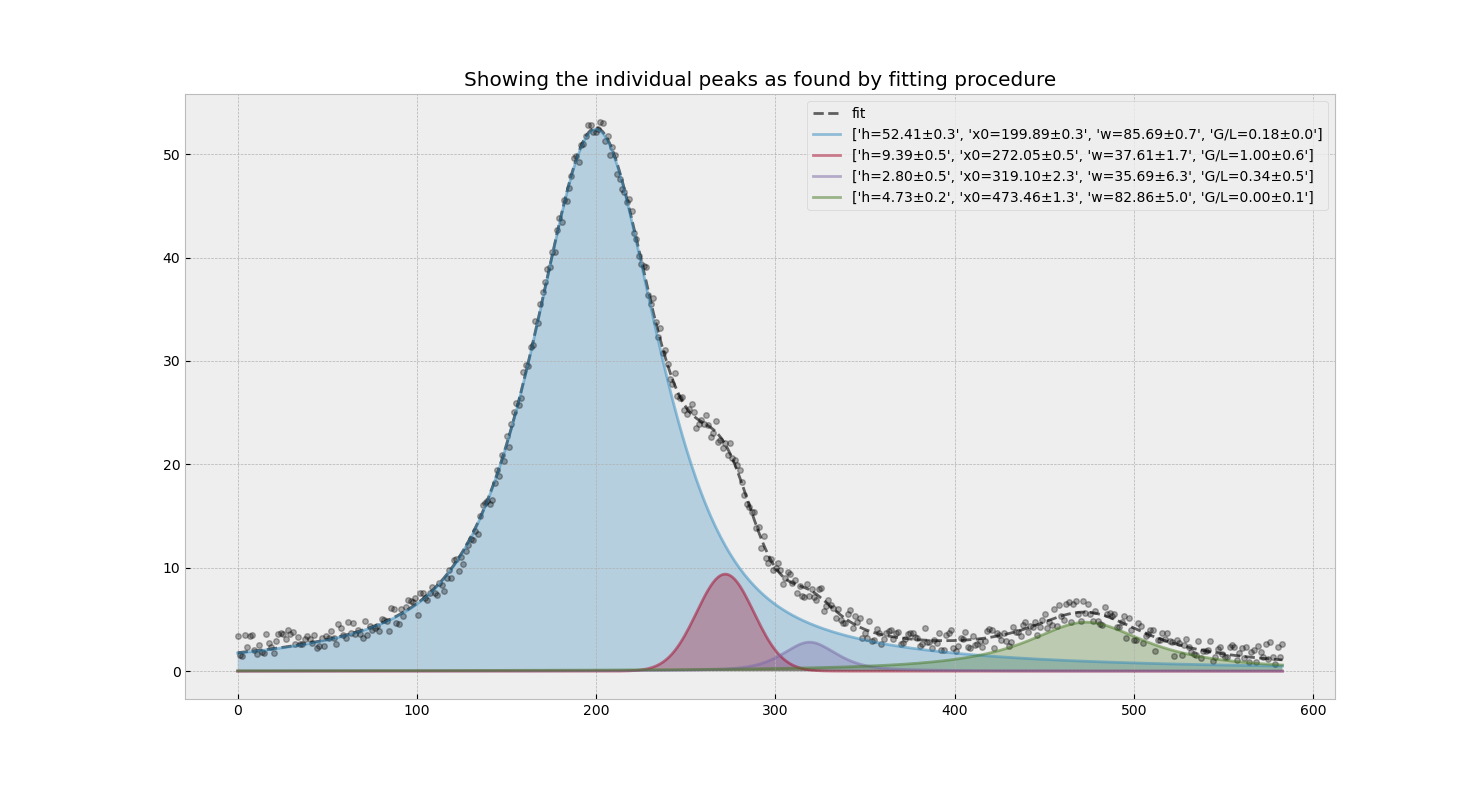 Showing the individual peaks as found by fitting procedure
fit
['h=52.41±0.3', 'x0=199.89±0.3', 'w=85.69±0.7', 'G/L=0.18±0.0']
['h=9.39±0.5', 'x0=272.05±0.5', 'w=37.61±1.7', 'G/L=1.00±0.6']
['h=2.80±0.5', 'x0=319.10±2.3', 'w=35.69±6.3', 'G/L=0.34±0.5']
['h=4.73±0.2', 'x0=473.46±1.3', 'w=82.86±5.0', 'G/L=0.00±0.1']
50
40
30
20
10
0
0 100 200 300 400 500 600